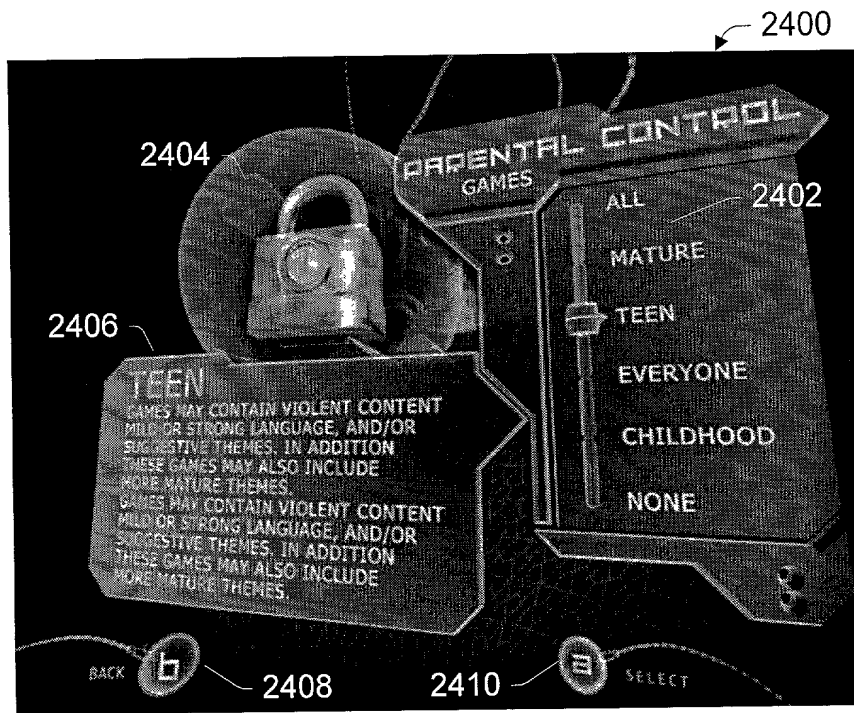 2400
PARENTAL CONTROL
GAMES
2404
ALL
2402
MATURE
TEEN
EVERYONE
CHILDHOOD
NONE
2406
TEEN
GAMES MAY CONTAIN VIOLENT CONTENT
MILD OR STRONG LANGUAGE, AND/OR
SUGGESTIVE THEMES. IN ADDITION
THESE GAMES MAY ALSO INCLUDE
MORE MATURE THEMES.
GAMES MAY CONTAIN VIOLENT CONTENT
MILD OR STRONG LANGUAGE, AND/OR
SUGGESTIVE THEMES. IN ADDITION
THESE GAMES MAY ALSO INCLUDE
MORE MATURE THEMES.
BACK b 2408
2410 a SELECT